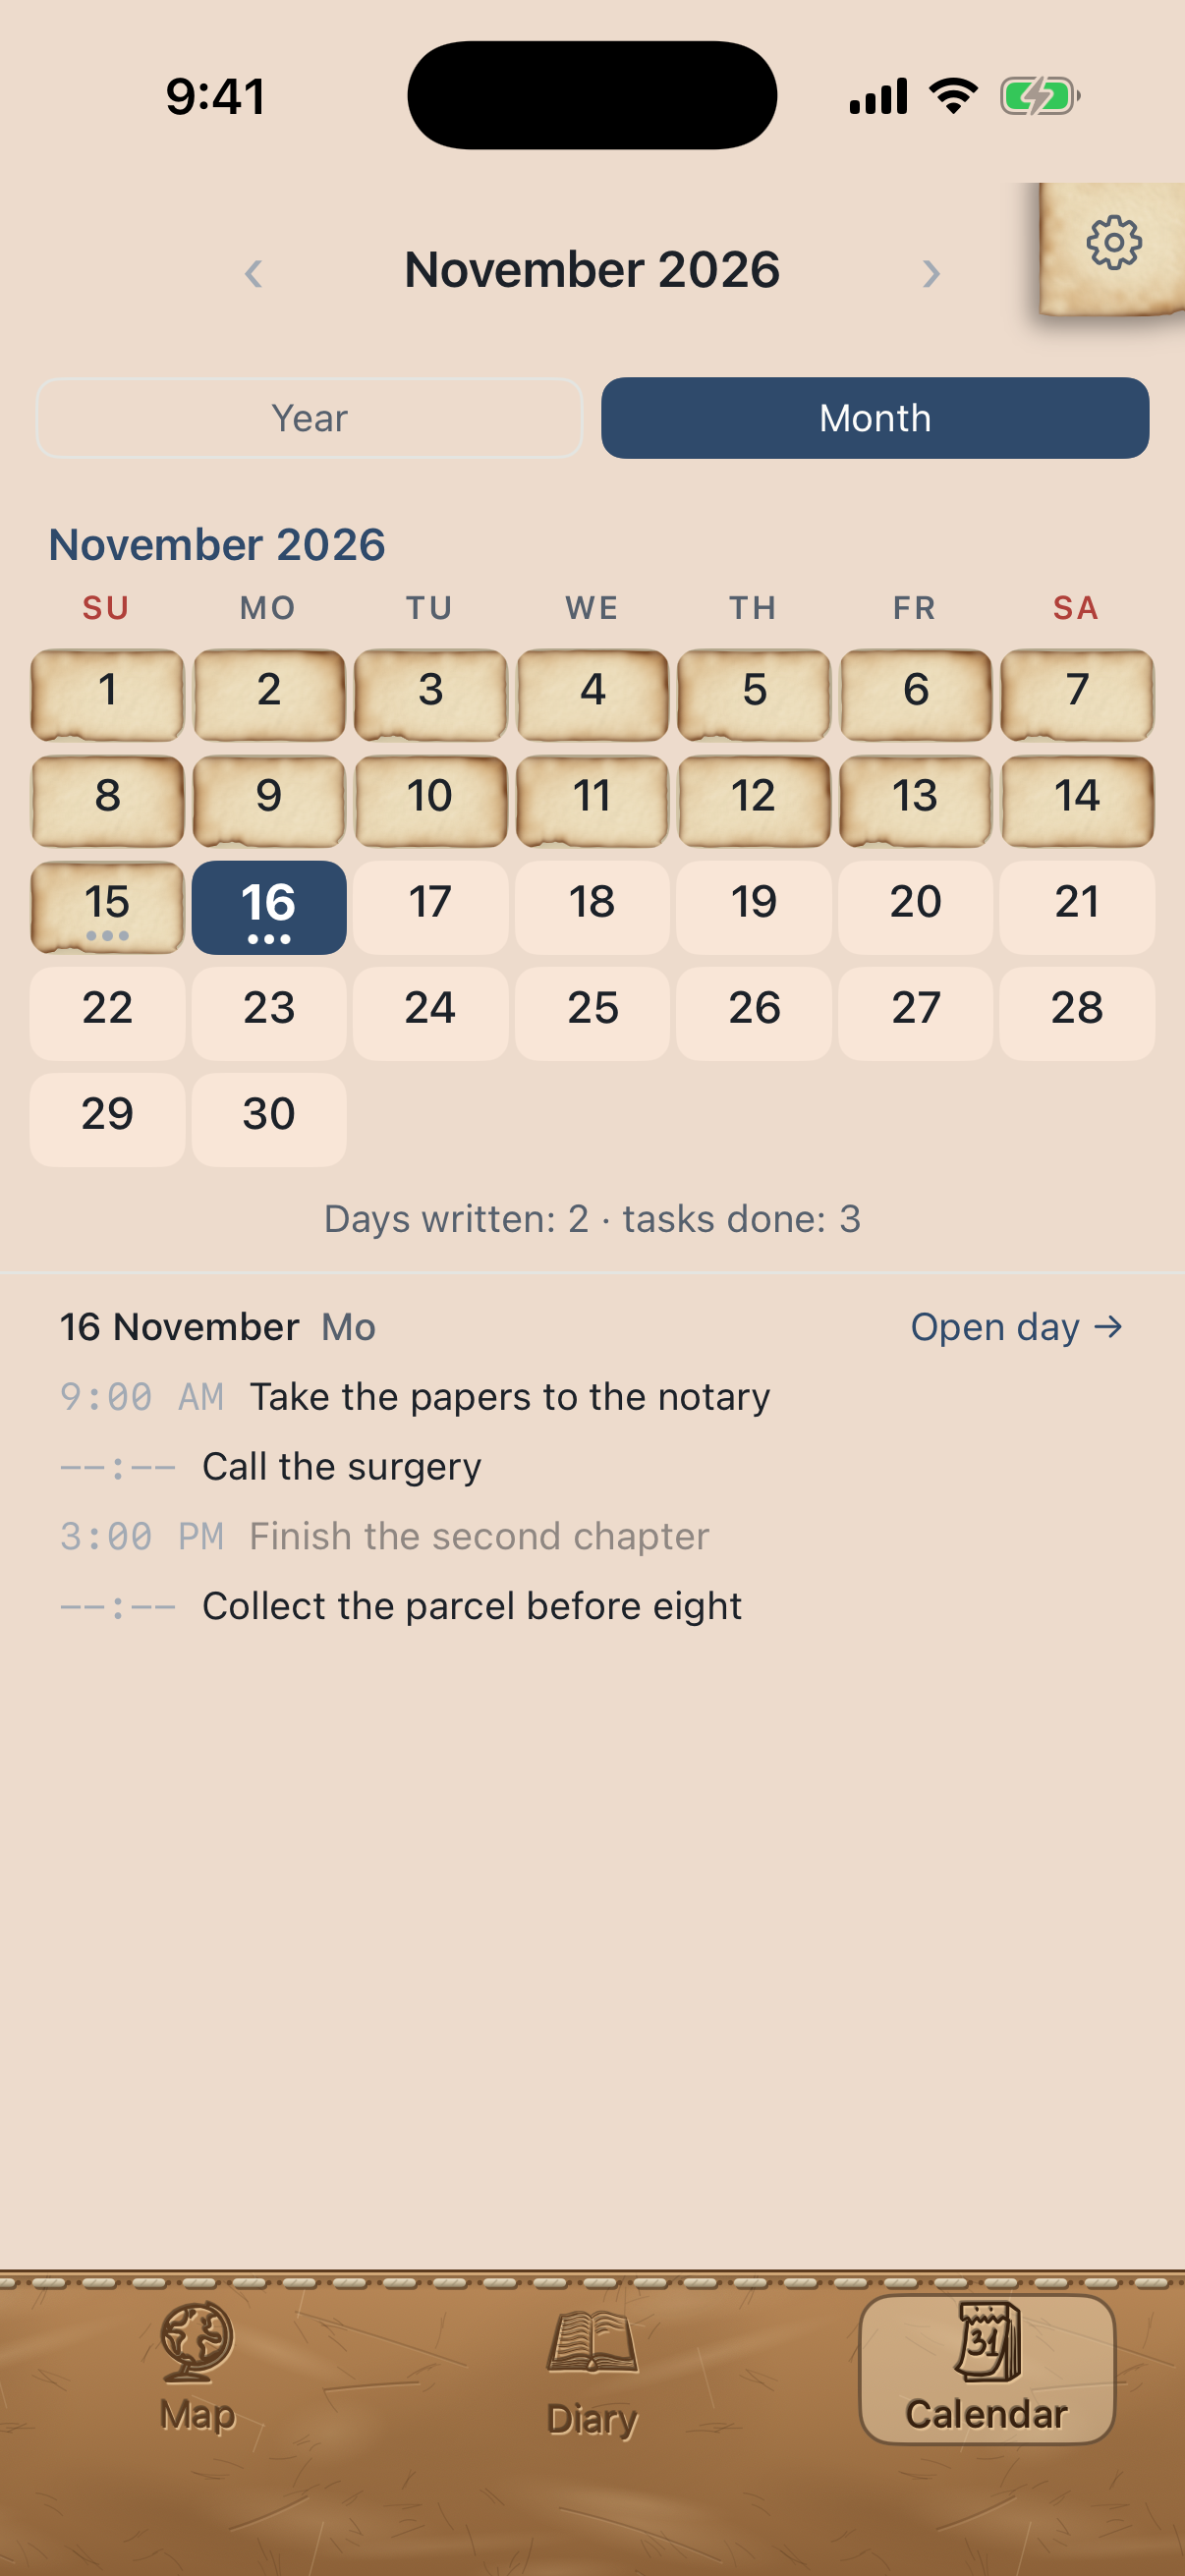 9:41
‹ November 2026 ›
Year Month
November 2026
SU MO TU WE TH FR SA
1 2 3 4 5 6 7
8 9 10 11 12 13 14
15 16 17 18 19 20 21
22 23 24 25 26 27 28
29 30
Days written: 2 · tasks done: 3
16 November Mo Open day →
9:00 AM Take the papers to the notary
––:–– Call the surgery
3:00 PM Finish the second chapter
––:–– Collect the parcel before eight
31
Map Diary Calendar